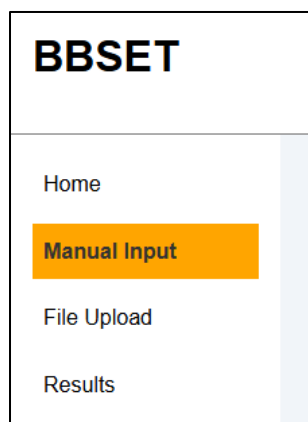 BBSET
Home
Manual Input
File Upload
Results